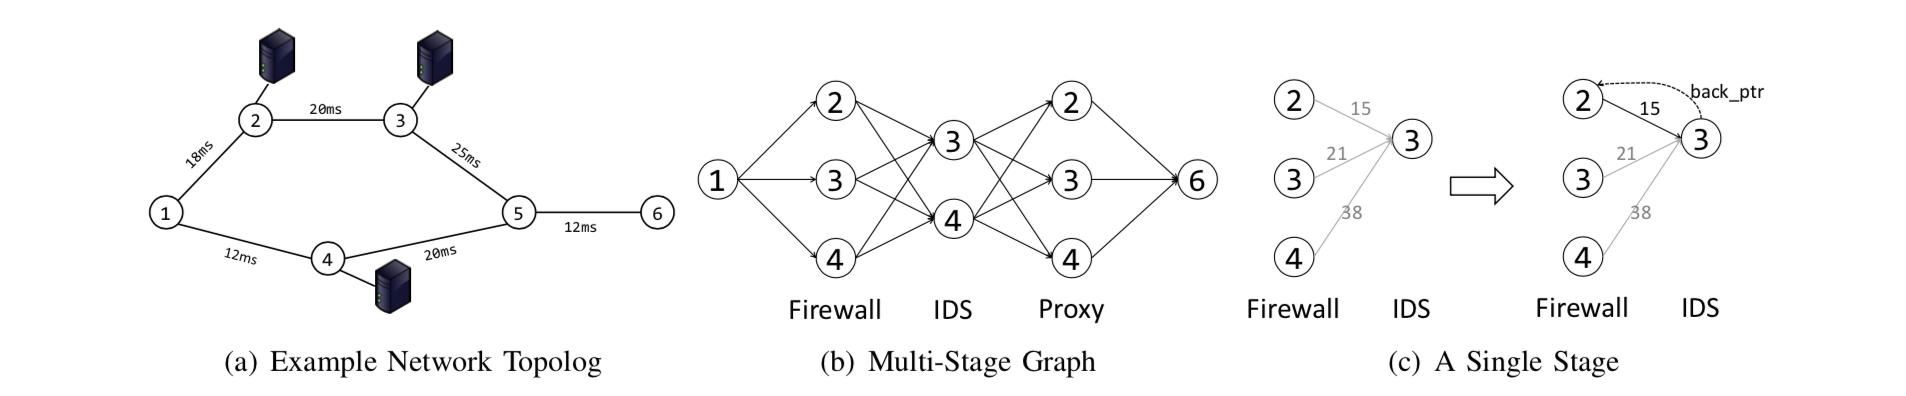 2
20ms
3
18ms
25ms
1
5
12ms
6
12ms
4
20ms
(a) Example Network Topolog
2
2
3
1
3
3
6
4
4
4
Firewall
IDS
Proxy
(b) Multi-Stage Graph
2
15
3
21
3
38
4
Firewall
IDS
2
back_ptr
15
3
21
3
38
4
Firewall
IDS
(c) A Single Stage